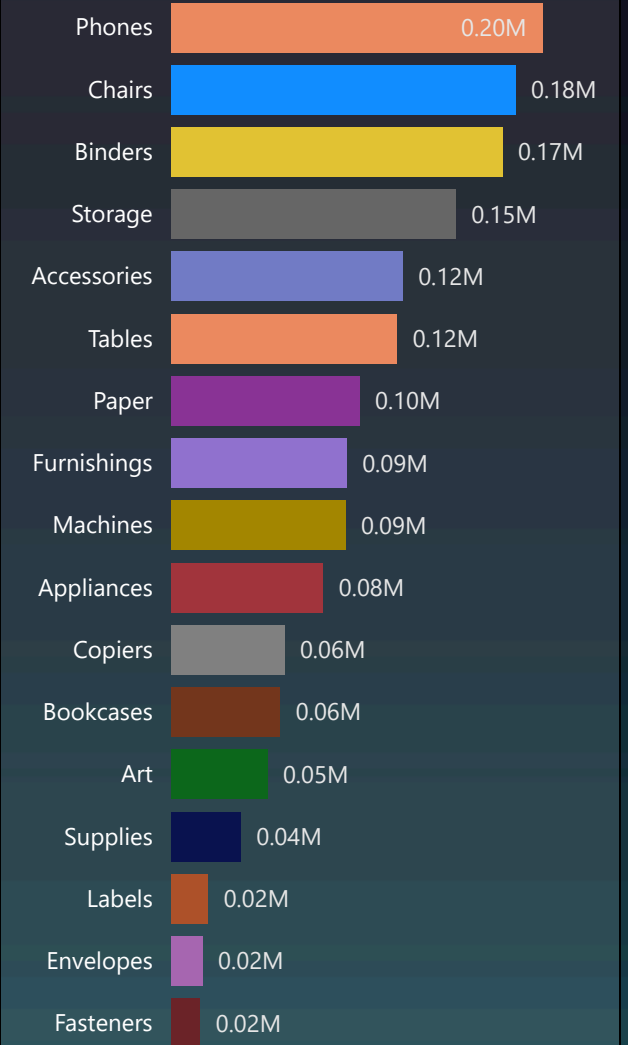 Phones 0.20M
Chairs 0.18M
Binders 0.17M
Storage 0.15M
Accessories 0.12M
Tables 0.12M
Paper 0.10M
Furnishings 0.09M
Machines 0.09M
Appliances 0.08M
Copiers 0.06M
Bookcases 0.06M
Art 0.05M
Supplies 0.04M
Labels 0.02M
Envelopes 0.02M
Fasteners 0.02M